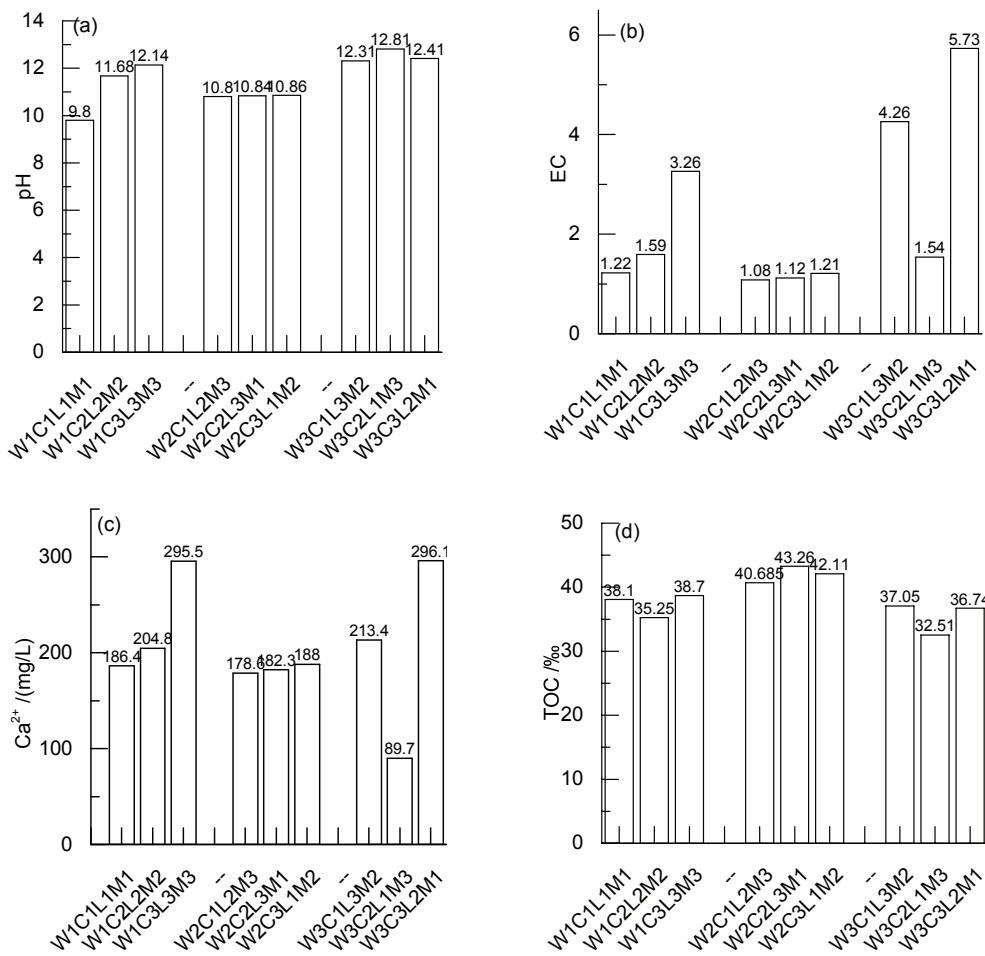 (a)
14
12
10
8
6
4
2
0
pH
9.8
11.68
12.14
10.8
10.84
10.86
12.31
12.81
12.41
W1C1L1M1
W1C2L2M2
W1C3L3M3
--
W2C1L2M3
W2C2L3M1
W2C3L1M2
--
W3C1L3M2
W3C2L1M3
W3C3L2M1
(b)
6
4
2
0
EC
1.22
1.59
3.26
1.08
1.12
1.21
4.26
1.54
5.73
W1C1L1M1
W1C2L2M2
W1C3L3M3
--
W2C1L2M3
W2C2L3M1
W2C3L1M2
--
W3C1L3M2
W3C2L1M3
W3C3L2M1
(c)
300
200
100
0
Ca²⁺ /(mg/L)
186.4
204.8
295.5
178.6
182.3
188
213.4
89.7
296.1
W1C1L1M1
W1C2L2M2
W1C3L3M3
--
W2C1L2M3
W2C2L3M1
W2C3L1M2
--
W3C1L3M2
W3C2L1M3
W3C3L2M1
(d)
50
40
30
20
10
0
TOC /‰
38.1
35.25
38.7
40.685
43.26
42.11
37.05
32.51
36.74
W1C1L1M1
W1C2L2M2
W1C3L3M3
--
W2C1L2M3
W2C2L3M1
W2C3L1M2
--
W3C1L3M2
W3C2L1M3
W3C3L2M1